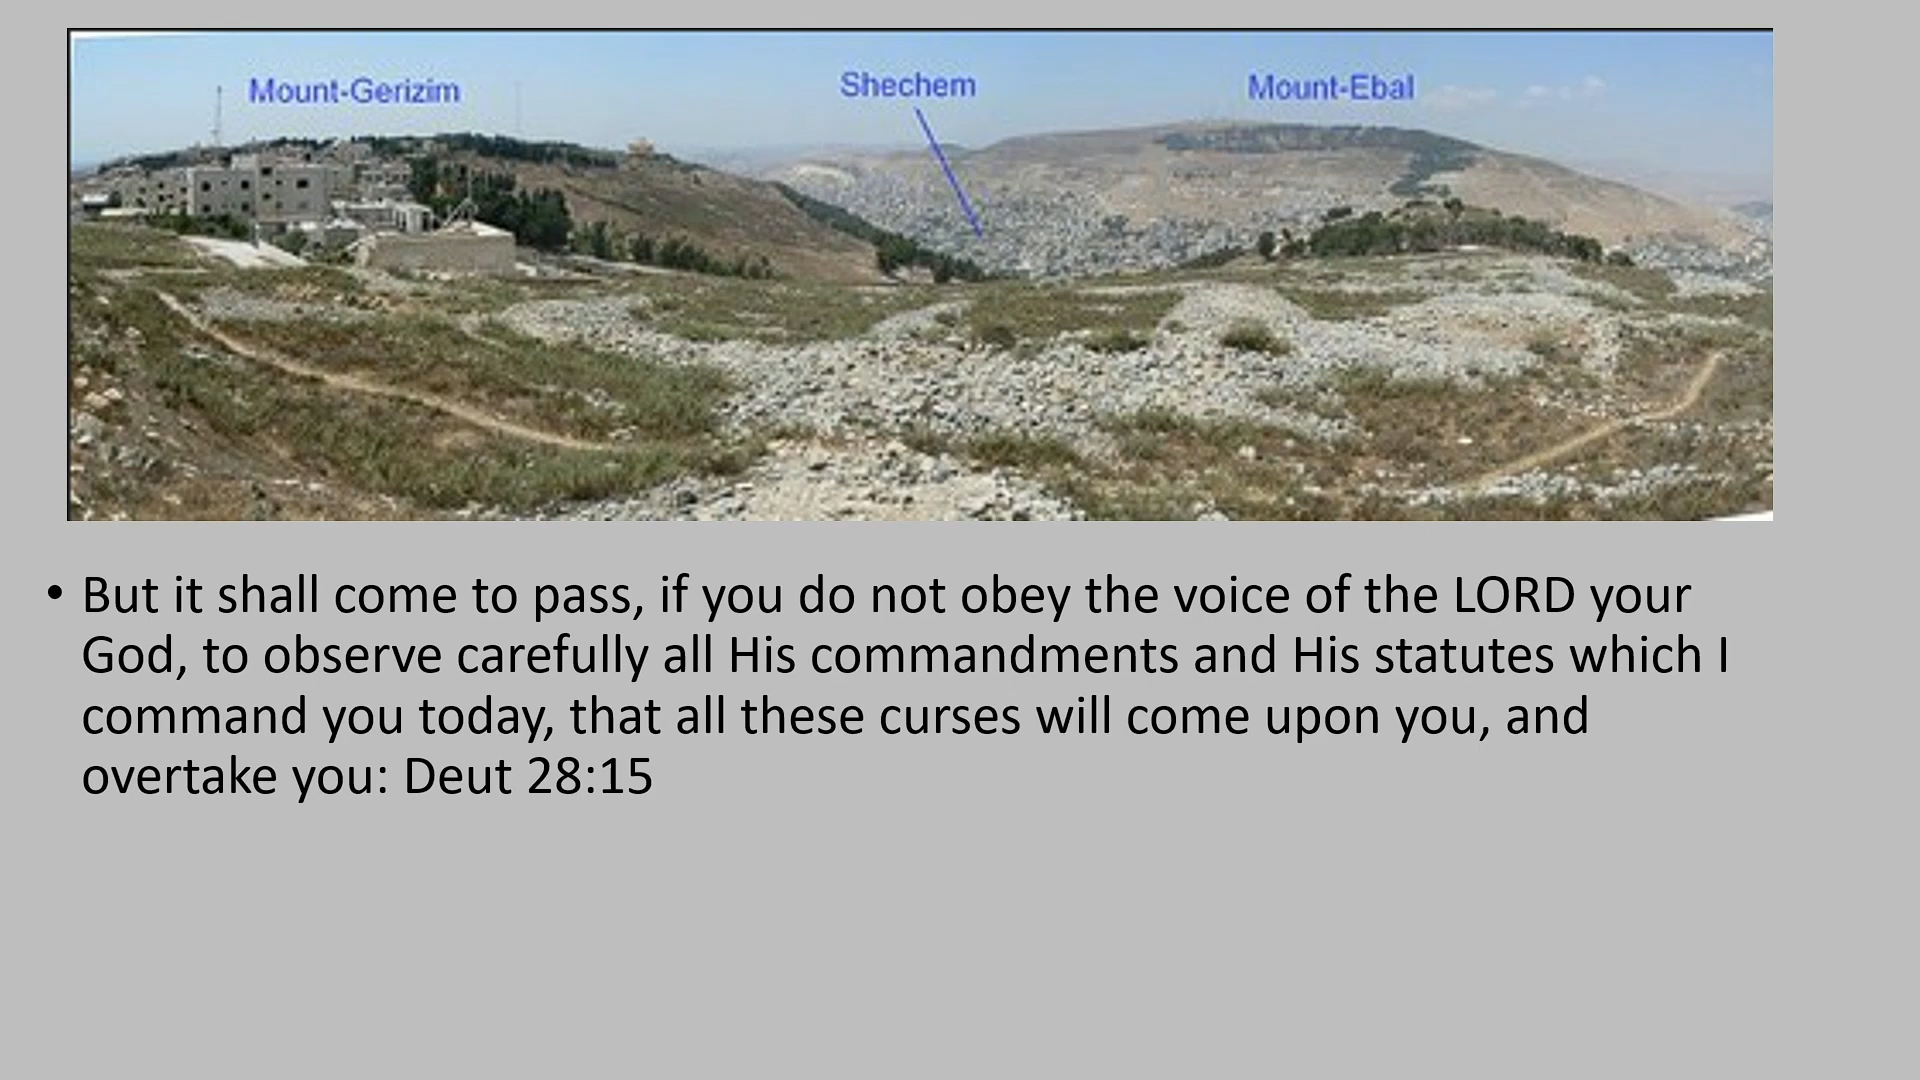 Mount-Gerizim
Shechem
Mount-Ebal
• But it shall come to pass, if you do not obey the voice of the LORD your
God, to observe carefully all His commandments and His statutes which I
command you today, that all these curses will come upon you, and
overtake you: Deut 28:15